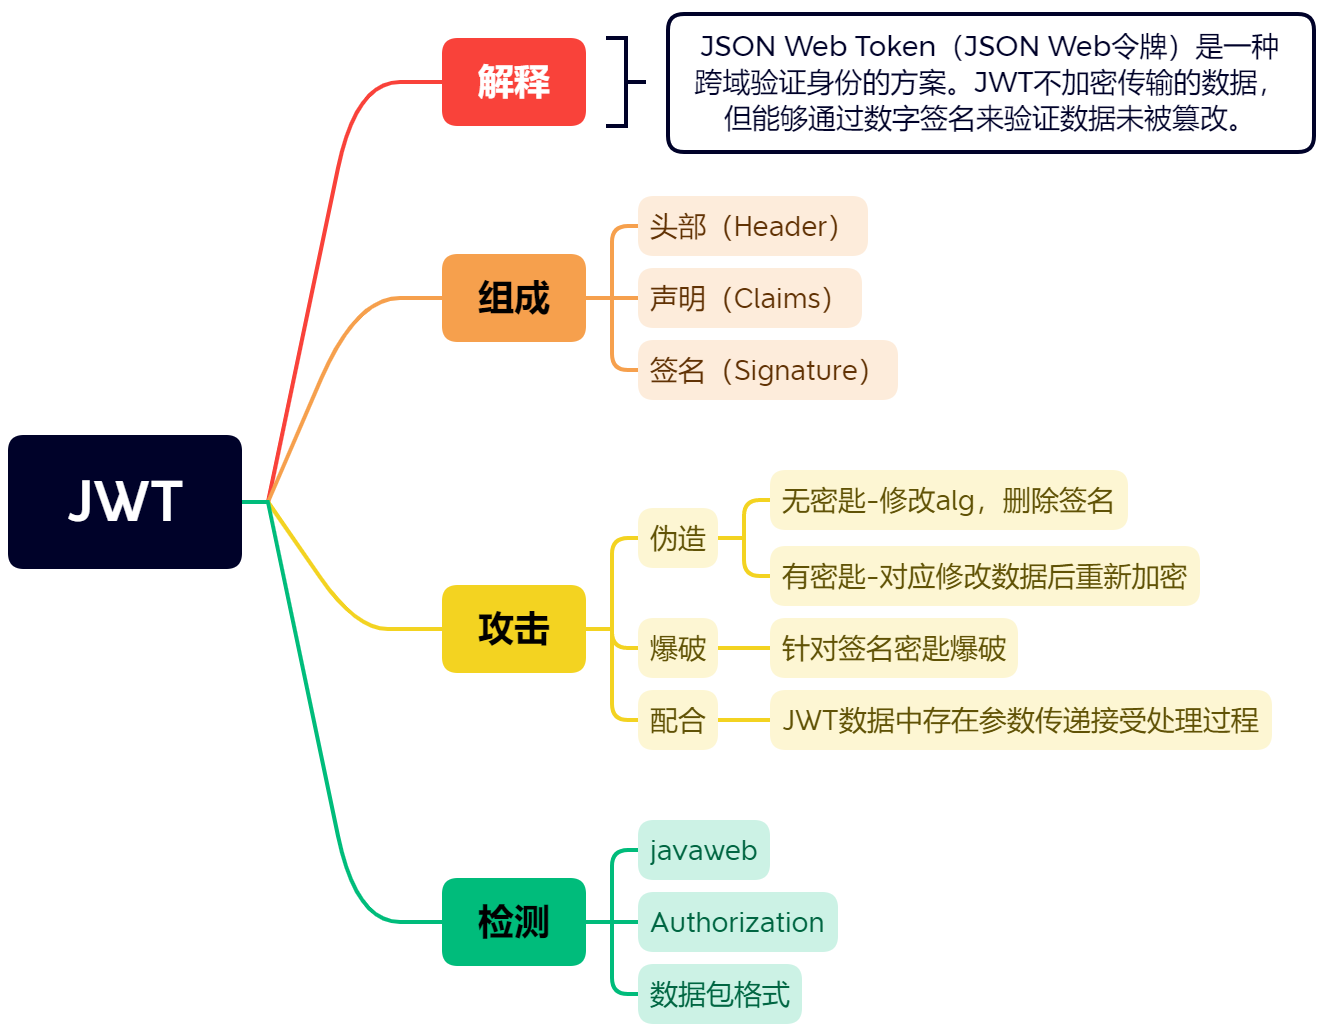 JWT
解释
JSON Web Token（JSON Web令牌）是一种
跨域验证身份的方案。JWT不加密传输的数据，
但能够通过数字签名来验证数据未被篡改。
组成
头部（Header）
声明（Claims）
签名（Signature）
攻击
伪造
无密匙-修改alg，删除签名
有密匙-对应修改数据后重新加密
爆破
针对签名密匙爆破
配合
JWT数据中存在参数传递接受处理过程
检测
javaweb
Authorization
数据包格式